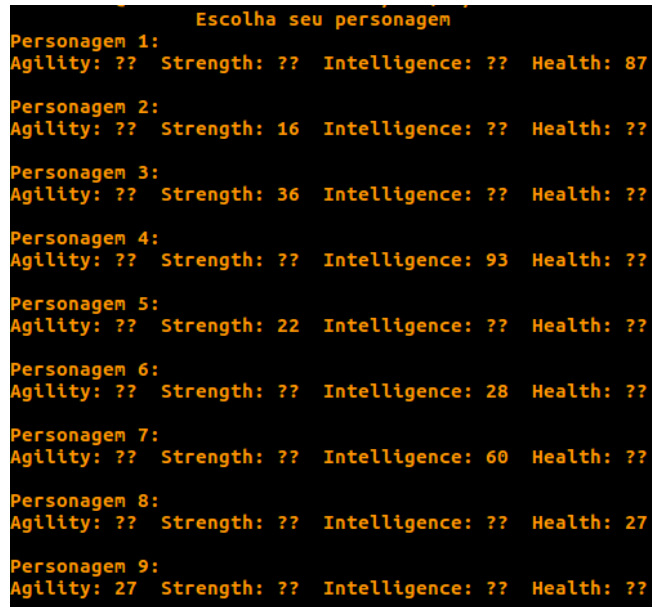 Escolha seu personagem
Personagem 1:
Agility: ?? Strength: ?? Intelligence: ?? Health: 87
Personagem 2:
Agility: ?? Strength: 16 Intelligence: ?? Health: ??
Personagem 3:
Agility: ?? Strength: 36 Intelligence: ?? Health: ??
Personagem 4:
Agility: ?? Strength: ?? Intelligence: 93 Health: ??
Personagem 5:
Agility: ?? Strength: 22 Intelligence: ?? Health: ??
Personagem 6:
Agility: ?? Strength: ?? Intelligence: 28 Health: ??
Personagem 7:
Agility: ?? Strength: ?? Intelligence: 60 Health: ??
Personagem 8:
Agility: ?? Strength: ?? Intelligence: ?? Health: 27
Personagem 9:
Agility: 27 Strength: ?? Intelligence: ?? Health: ??